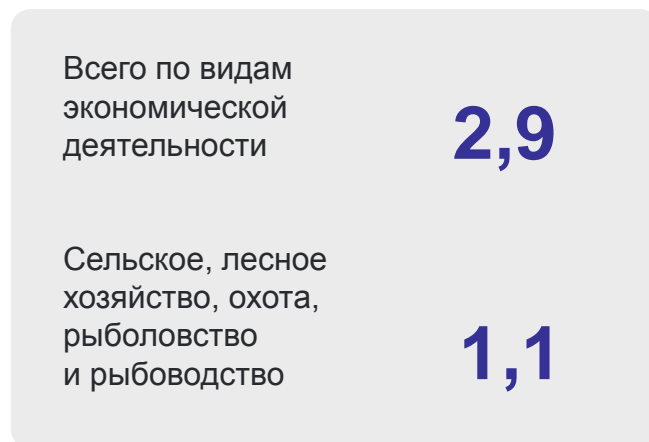 Всего по видам
экономической
деятельности
2,9
Сельское, лесное
хозяйство, охота,
рыболовство
и рыбоводство
1,1